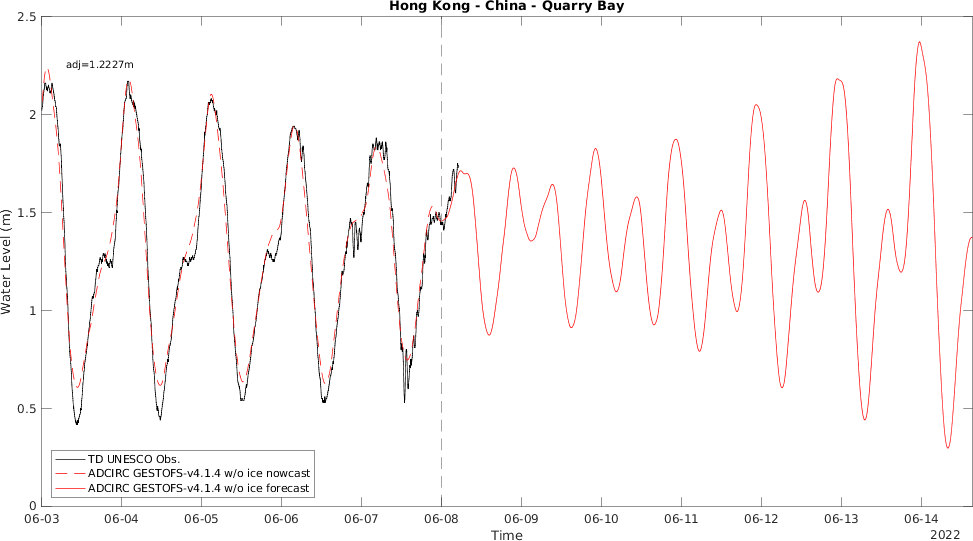 Hong Kong - China - Quarry Bay
2.5
adj=1.2227m
2
1.5
Water Level (m)
1
0.5
TD UNESCO Obs.
ADCIRC GESTOFS-v4.1.4 w/o ice nowcast
ADCIRC GESTOFS-v4.1.4 w/o ice forecast
0
06-03 06-04 06-05 06-06 06-07 06-08 06-09 06-10 06-11 06-12 06-13 06-14
Time 2022